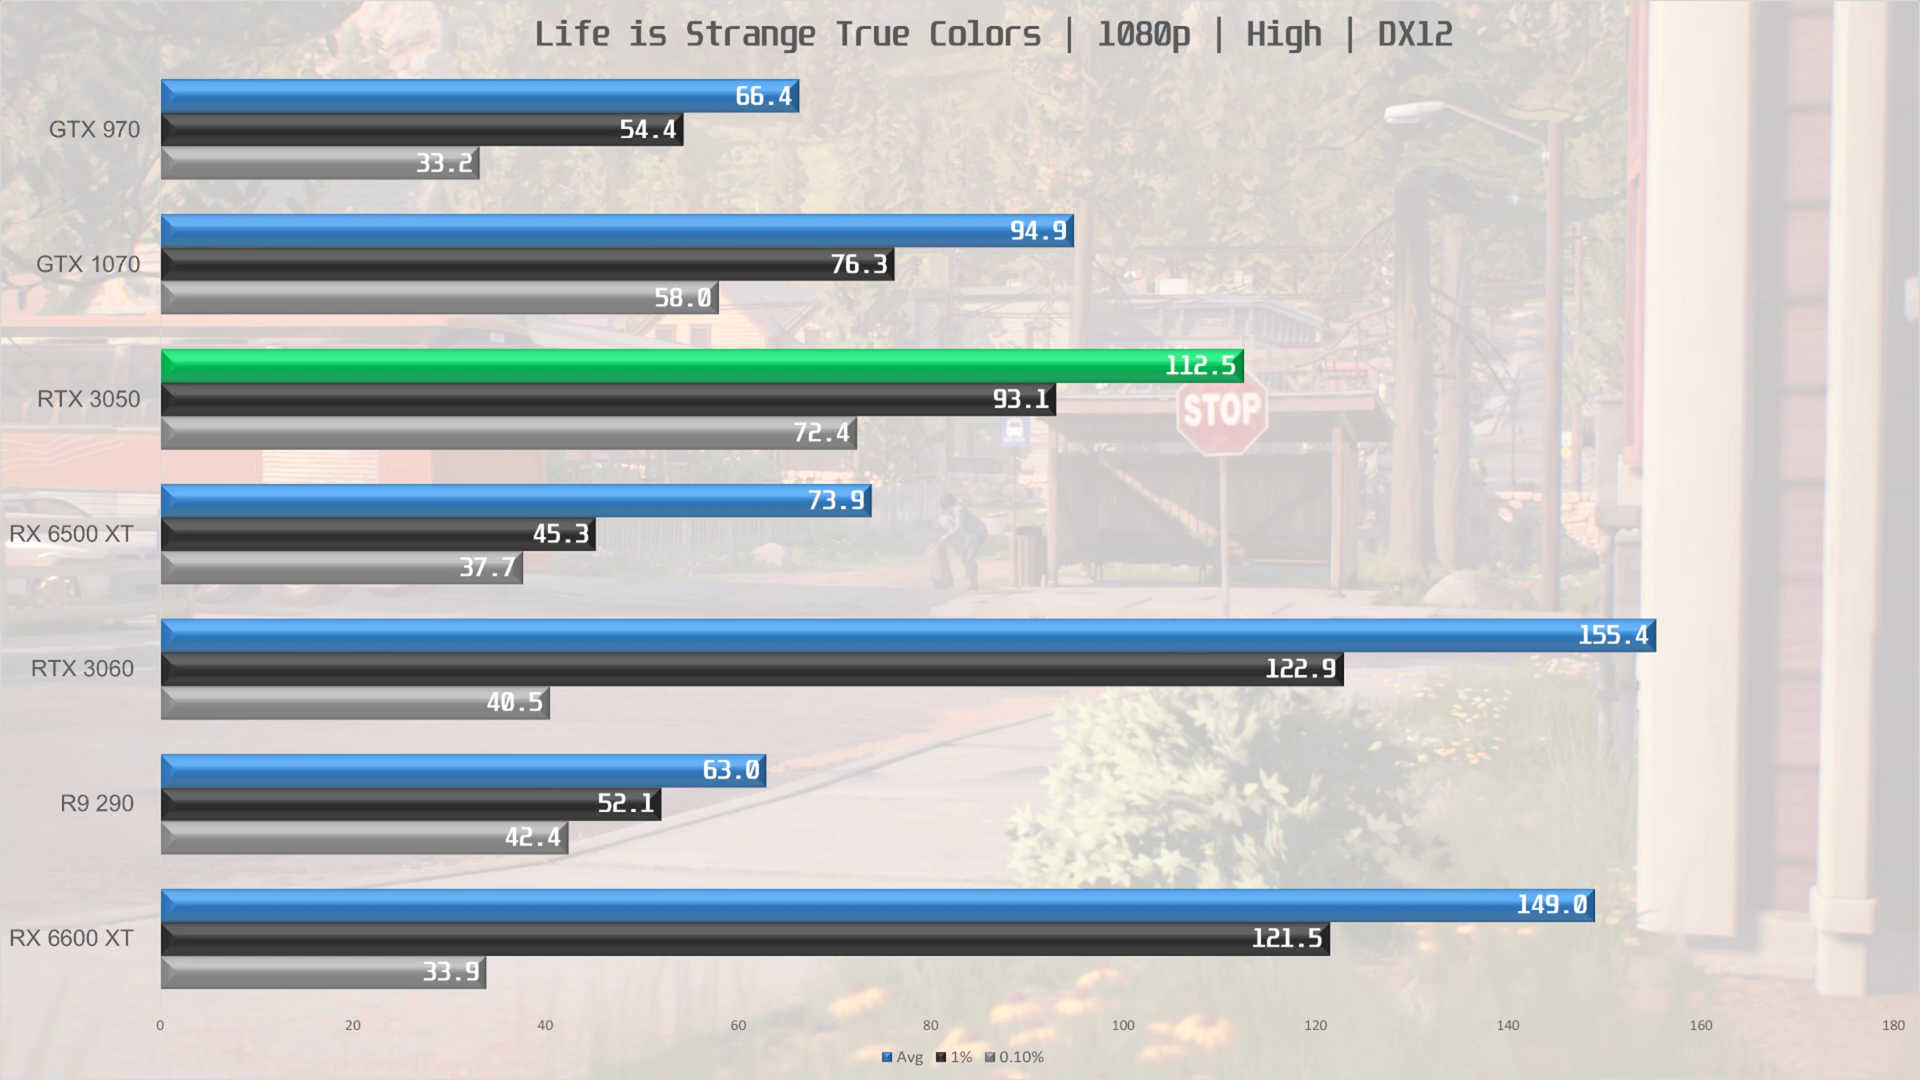 Life is Strange True Colors | 1080p | High | DX12
66.4
GTX 970
54.4
33.2
94.9
GTX 1070
76.3
58.0
112.5
RTX 3050
93.1
72.4
STOP
73.9
RX 6500 XT
45.3
37.7
155.4
RTX 3060
122.9
40.5
63.0
R9 290
52.1
42.4
149.0
RX 6600 XT
121.5
33.9
0 20 40 60 80 100 120 140 160 180
Avg 1% 0.10%